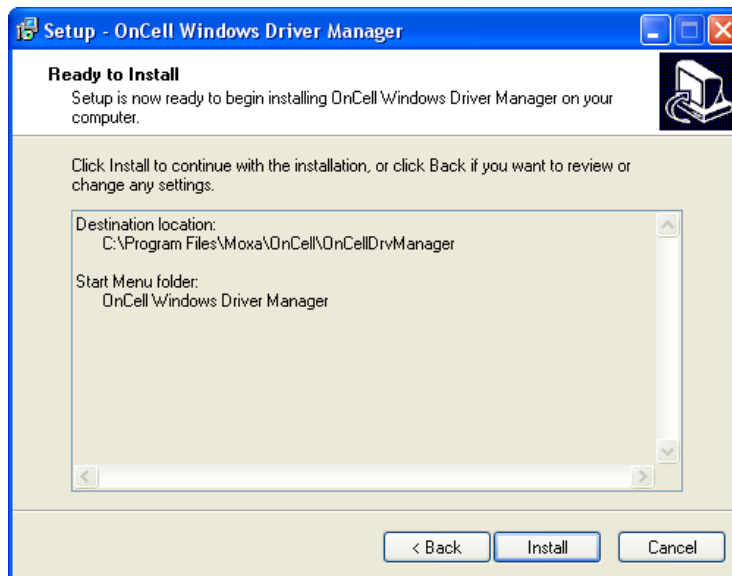 Setup - OnCell Windows Driver Manager
Ready to Install
Setup is now ready to begin installing OnCell Windows Driver Manager on your
computer.
Click Install to continue with the installation, or click Back if you want to review or
change any settings.
Destination location:
C:\Program Files\Moxa\OnCell\OnCellDrvManager
Start Menu folder:
OnCell Windows Driver Manager
< Back
Install
Cancel